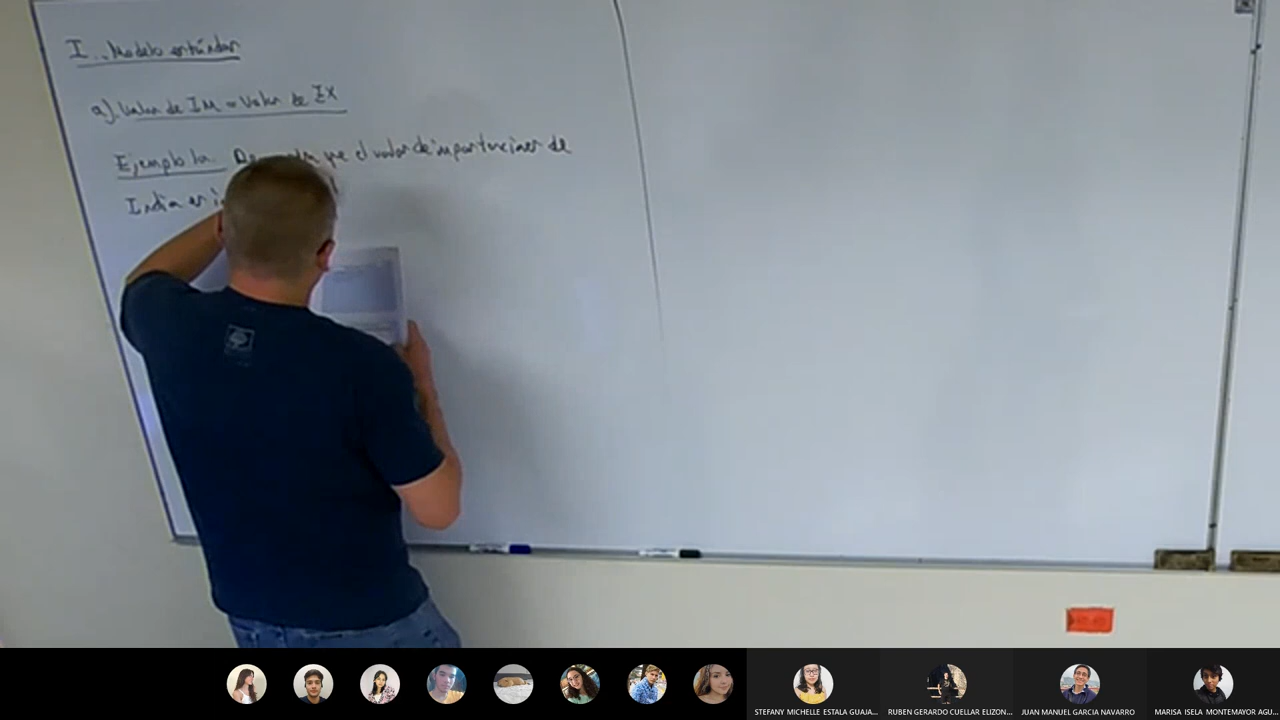 I.. Modelo estándar
a). Valor de IM = Valor de EX
Ejemplo 1a. que el valor de importaciones de
India es
STEFANY MICHELLE ESTALA GUAJA...
RUBEN GERARDO CUELLAR ELIZON...
JUAN MANUEL GARCIA NAVARRO
MARISA ISELA MONTEMAYOR AGU...